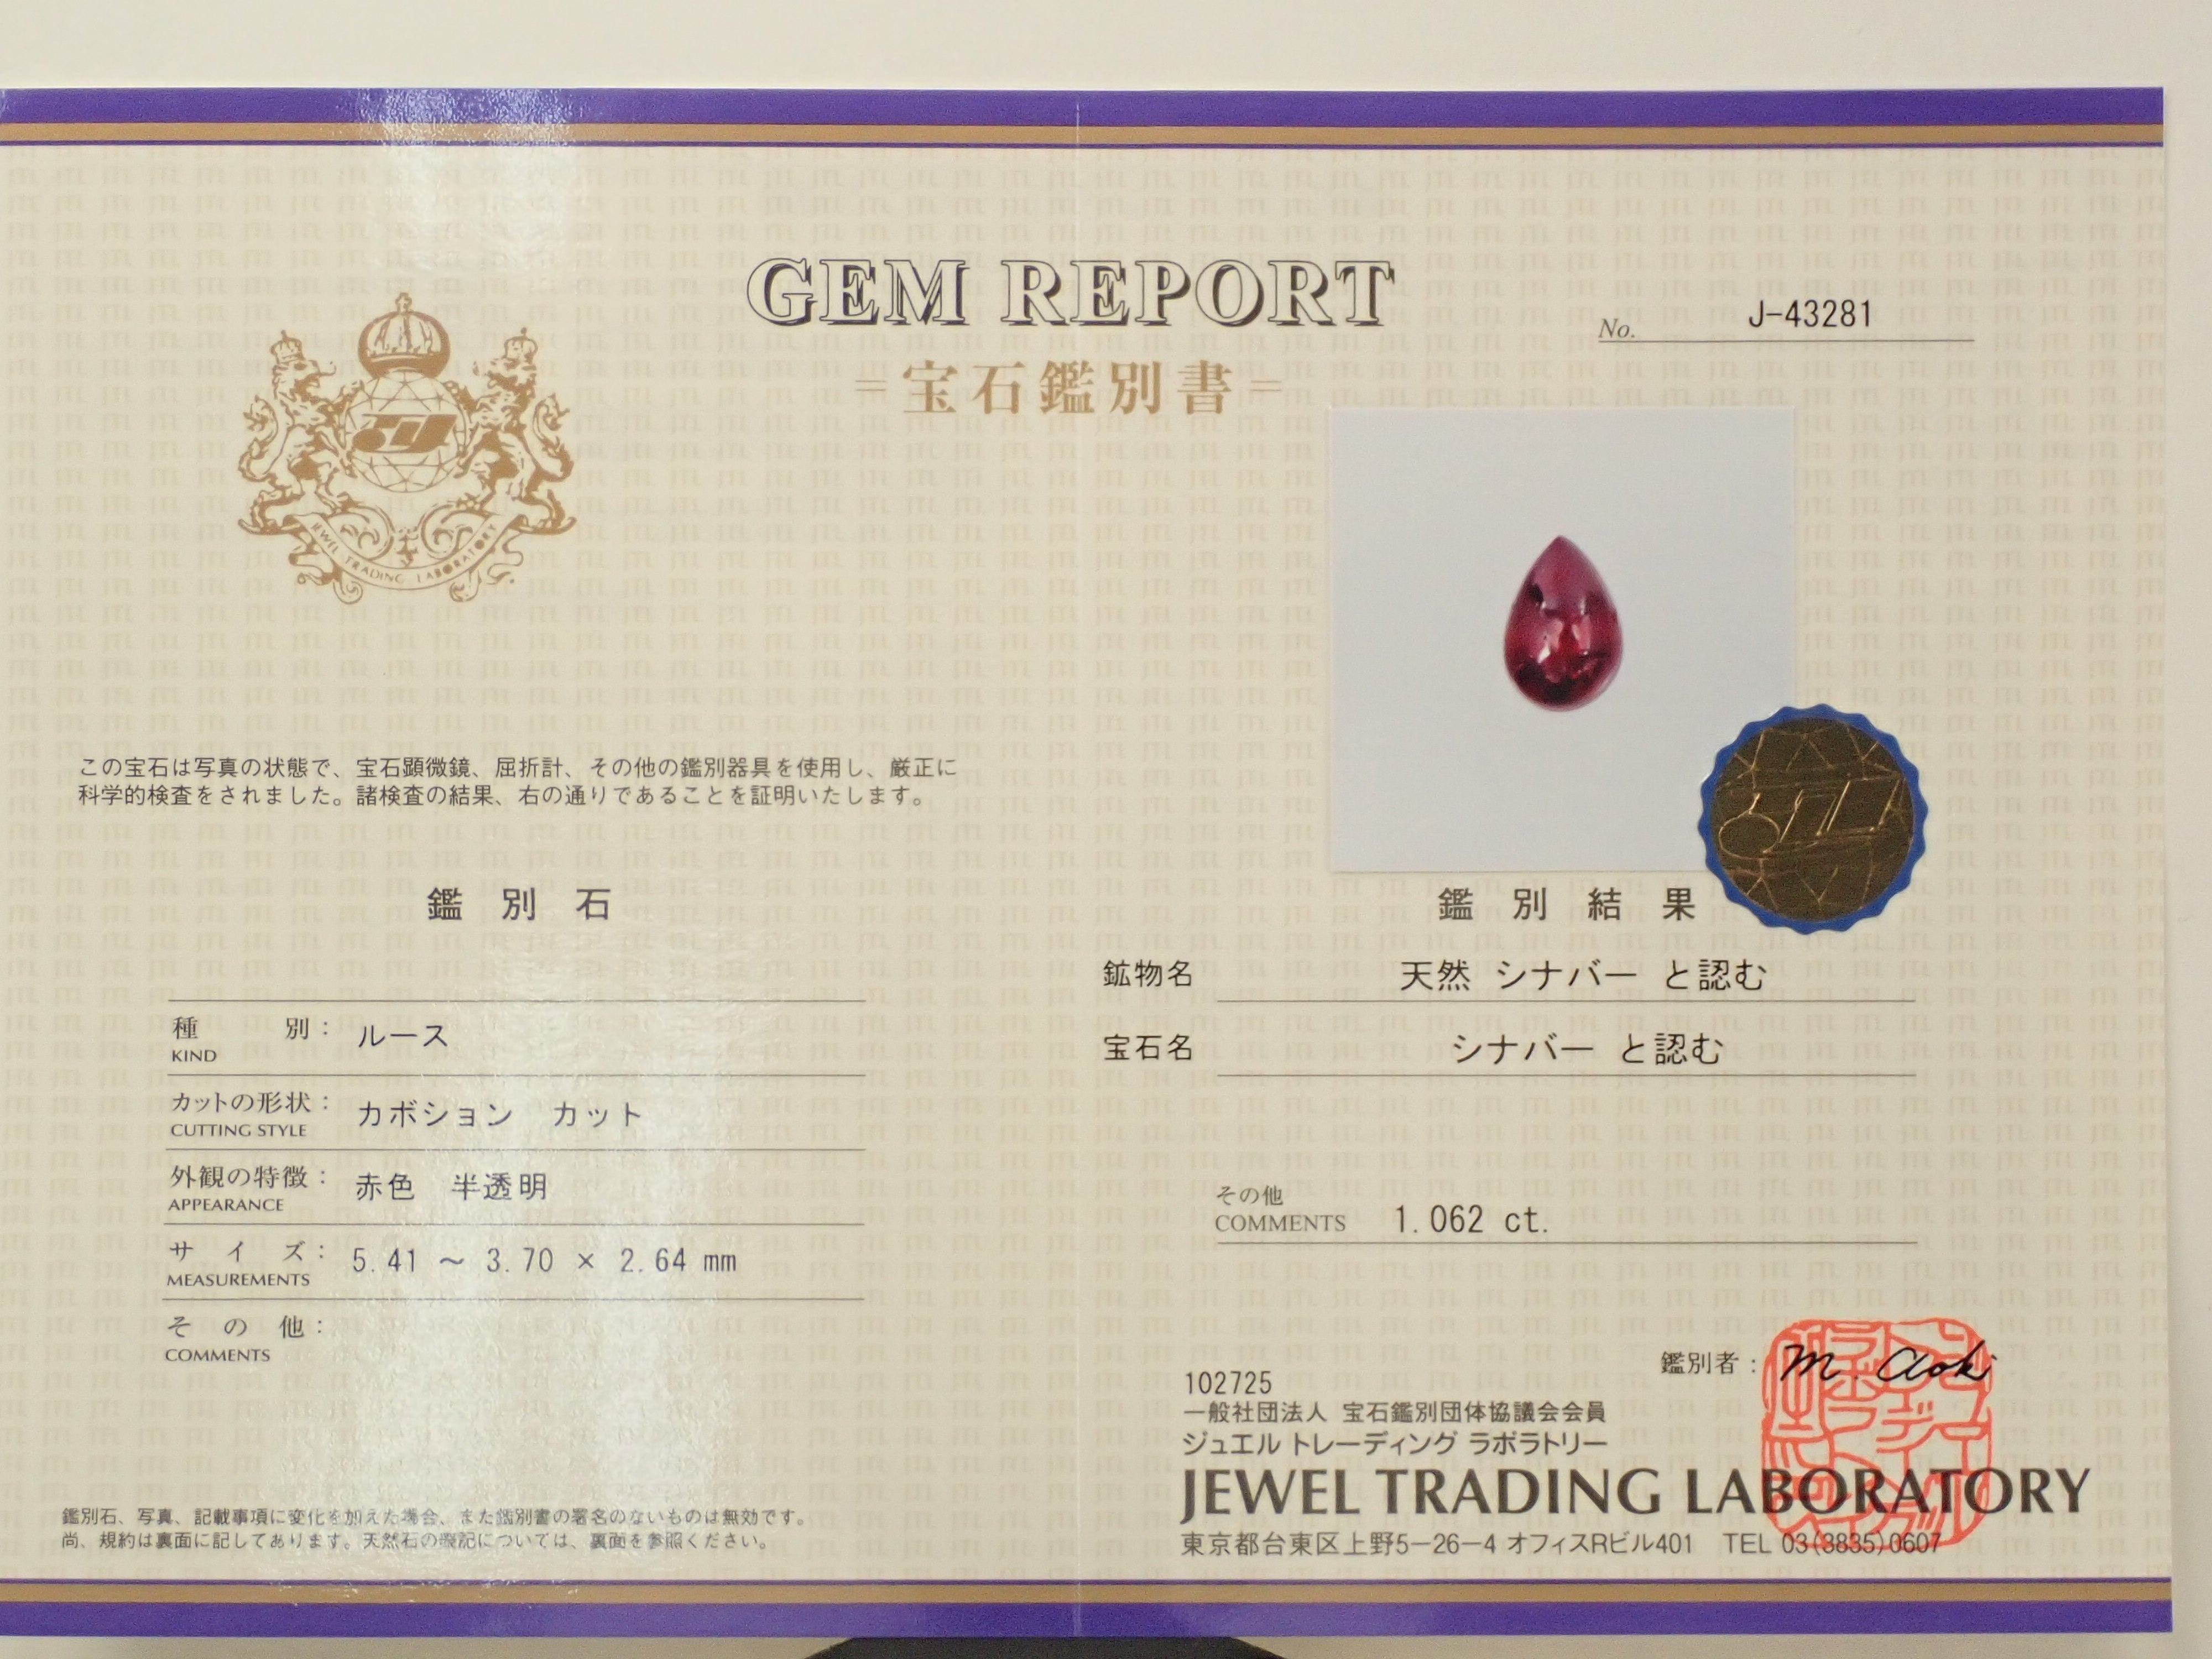 GEM REPORT
=宝石鑑別書=
No. J-43281
JEWEL TRADING LABORATORY
この宝石は写真の状態で、宝石顕微鏡、屈折計、その他の鑑別器具を使用し、厳正に
科学的検査をされました。諸検査の結果、右の通りであることを証明いたします。
鑑別石
種別: ルース
KIND
カットの形状: カボション カット
CUTTING STYLE
外観の特徴: 赤色 半透明
APPEARANCE
サイズ: 5.41 ～ 3.70 × 2.64 mm
MEASUREMENTS
その他:
COMMENTS
鑑別石、写真、記載事項に変化を加えた場合、また鑑別書の署名のないものは無効です。
尚、規約は裏面に記してあります。天然石の表記については、裏面を参照ください。
鑑別結果
鉱物名 天然 シナバー と認む
宝石名 シナバー と認む
その他
COMMENTS 1.062 ct.
鑑別者: M. Aoki
102725
一般社団法人 宝石鑑別団体協議会会員
ジュエル トレーディング ラボラトリー
JEWEL TRADING LABORATORY
東京都台東区上野5-26-4 オフィスRビル401 TEL 03(3835)0607